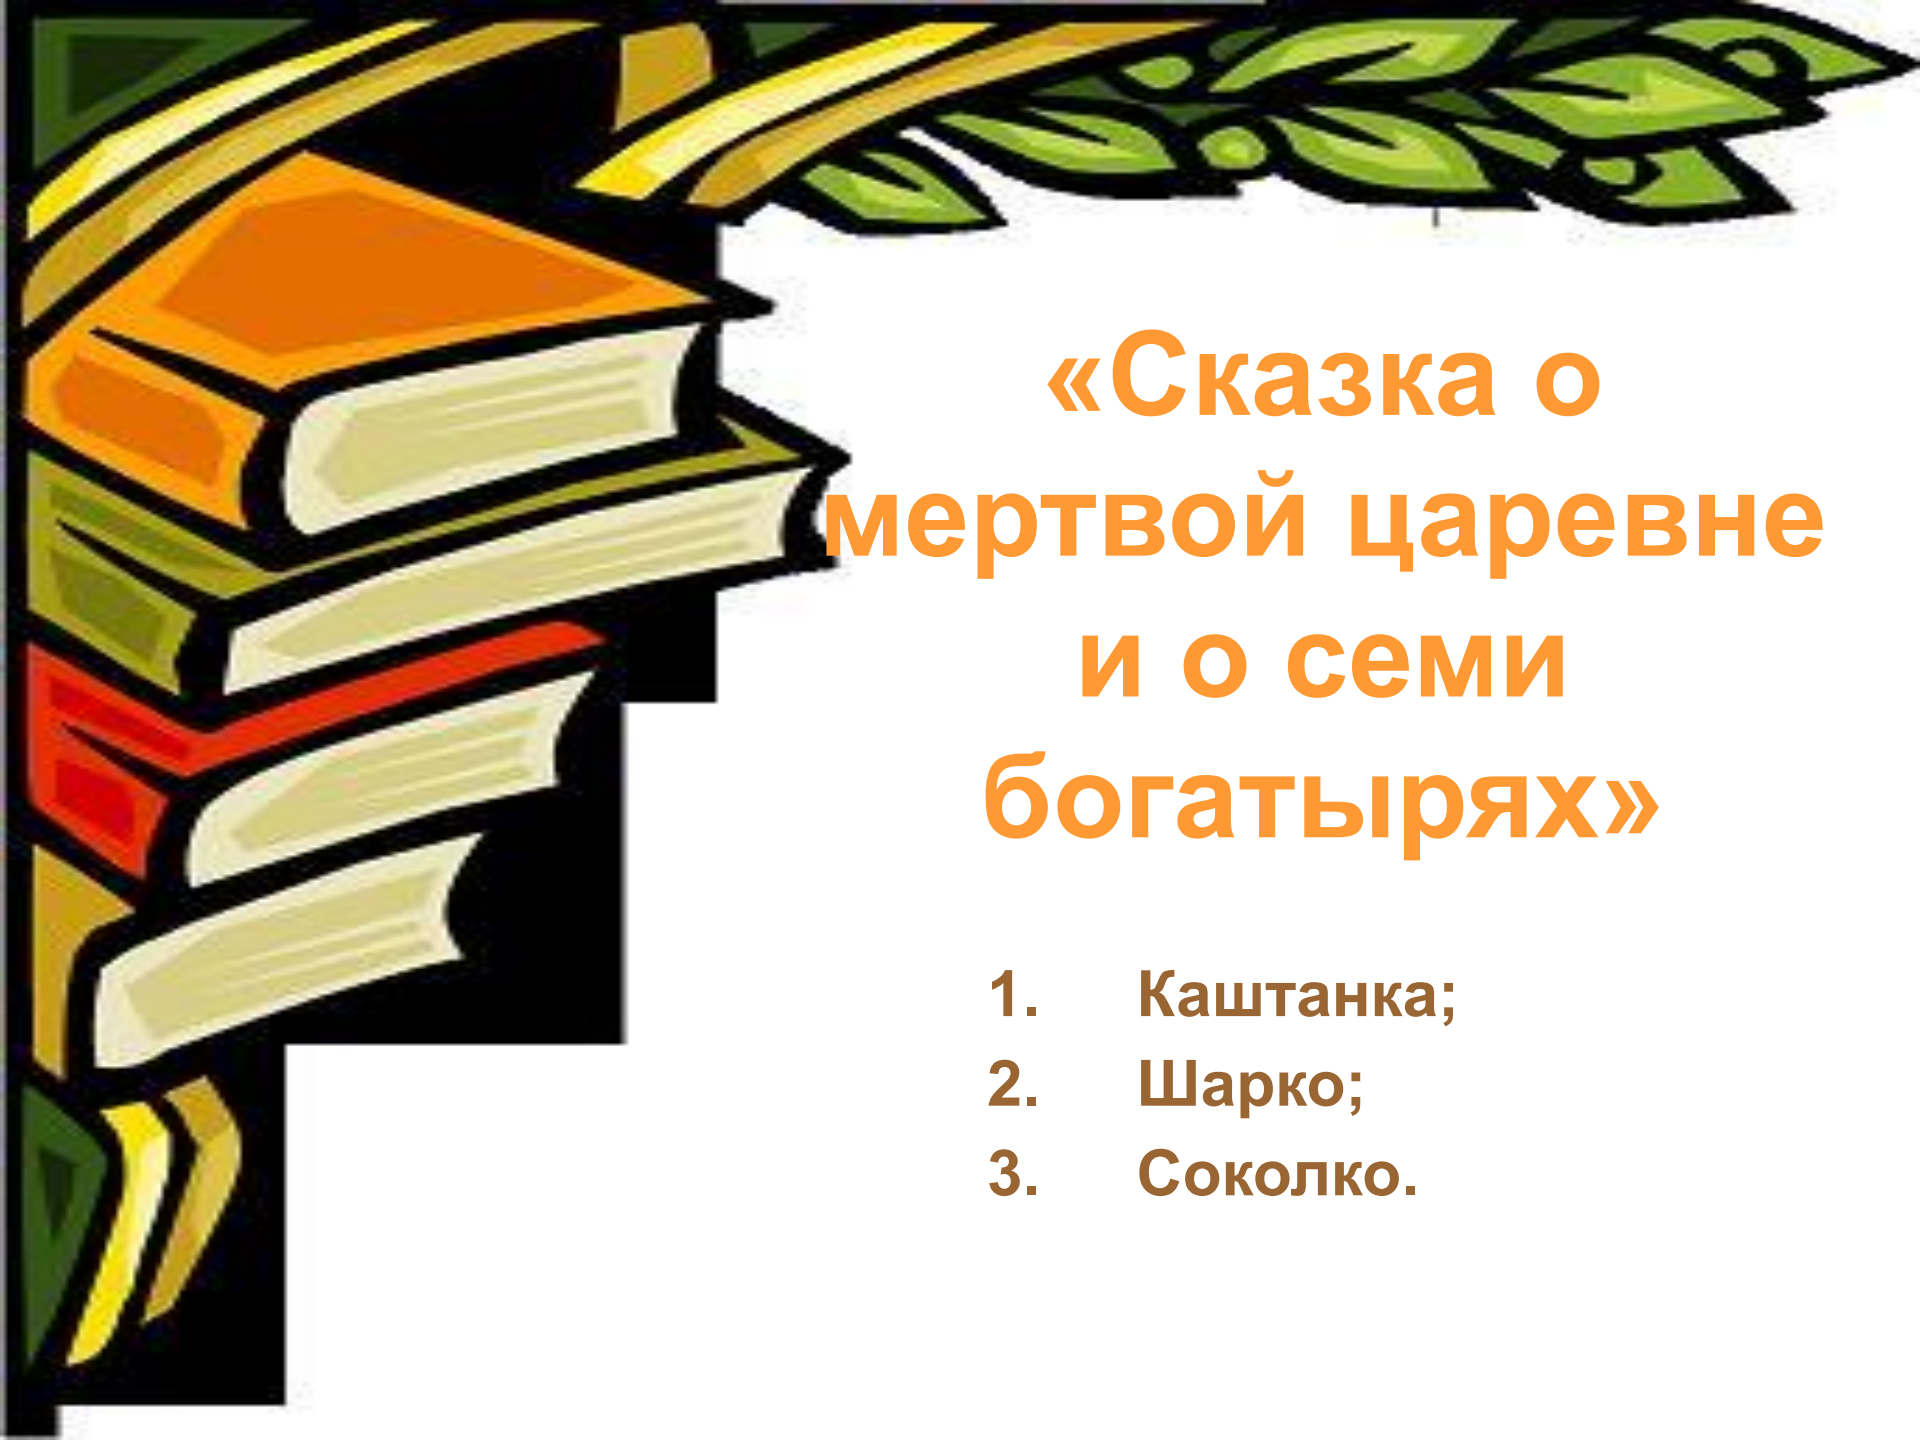 «Сказка о
мертвой царевне
и о семи
богатырях»
1. Каштанка;
2. Шарко;
3. Соколко.